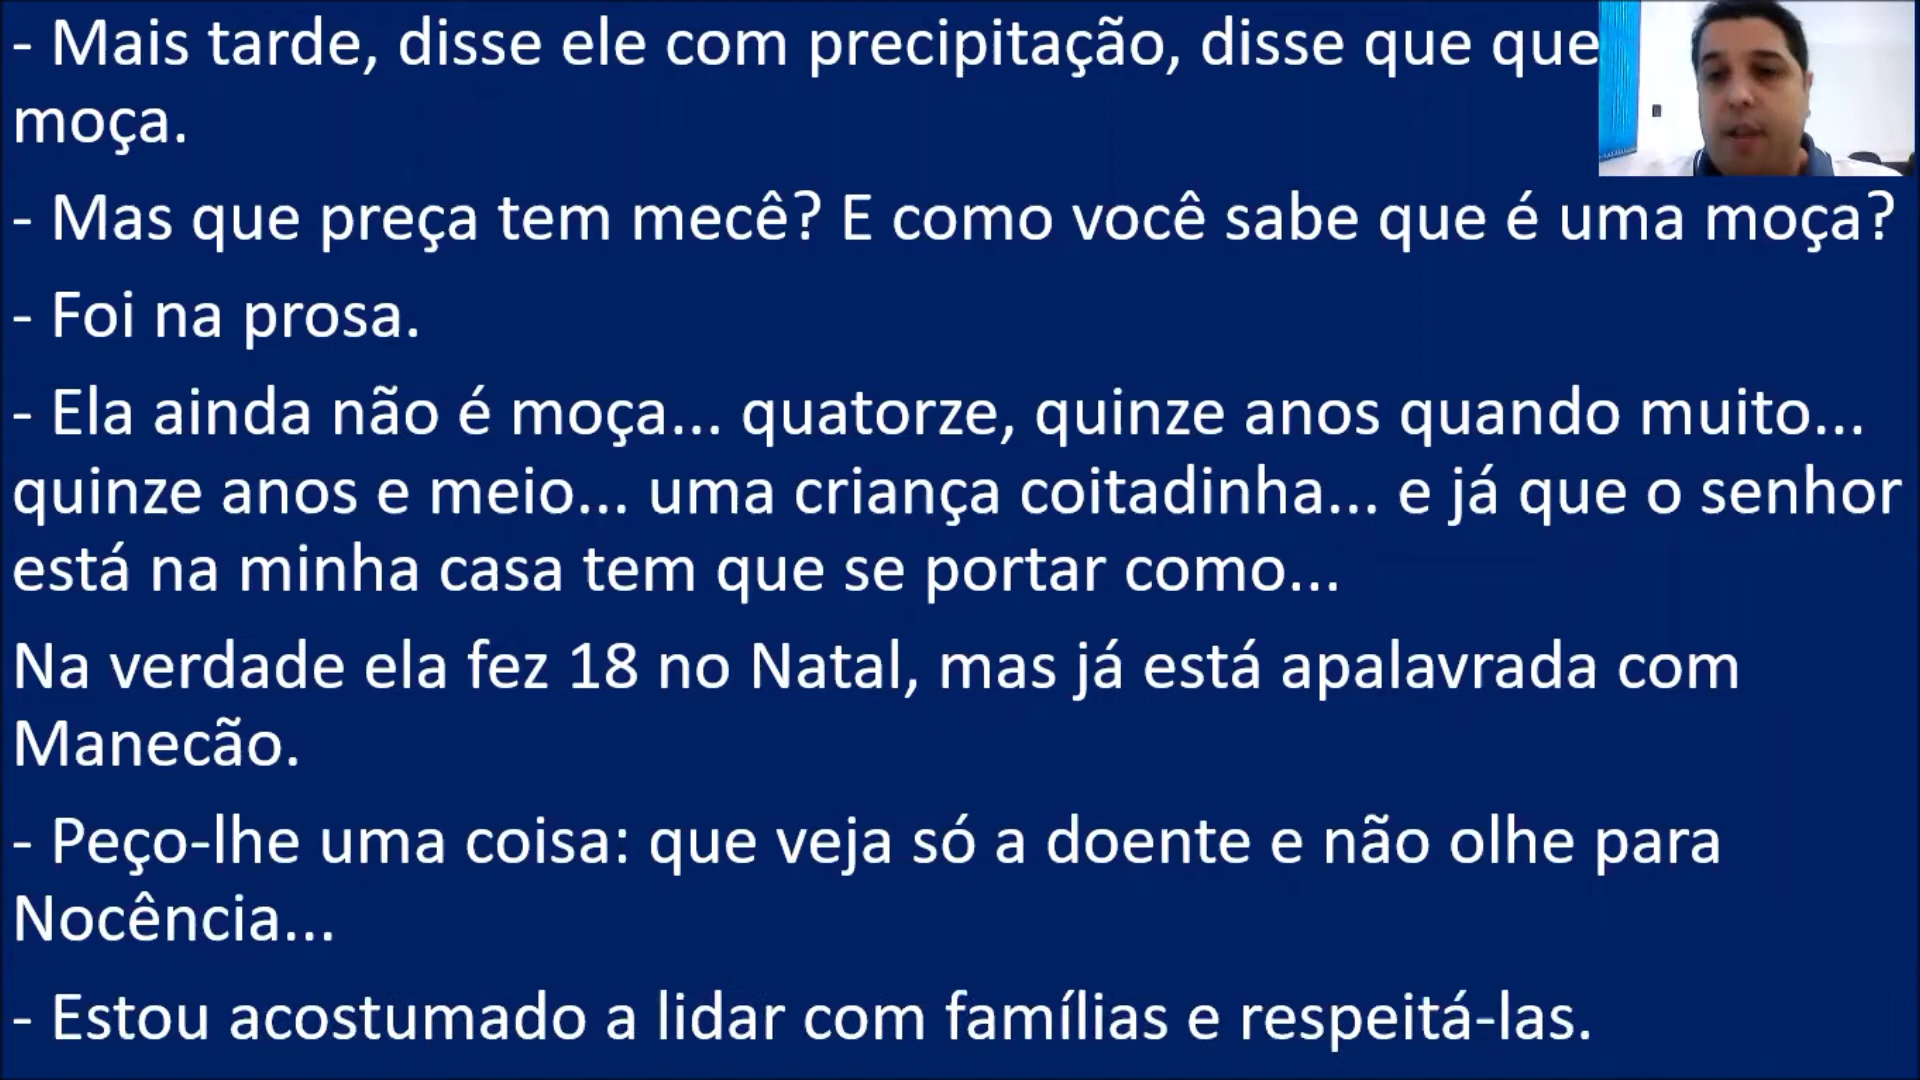 - Mais tarde, disse ele com precipitação, disse que que
moça.
- Mas que preça tem mecê? E como você sabe que é uma moça?
- Foi na prosa.
- Ela ainda não é moça... quatorze, quinze anos quando muito...
quinze anos e meio... uma criança coitadinha... e já que o senhor
está na minha casa tem que se portar como...
Na verdade ela fez 18 no Natal, mas já está apalavrada com
Manecão.
- Peço-lhe uma coisa: que veja só a doente e não olhe para
Nocência...
- Estou acostumado a lidar com famílias e respeitá-las.